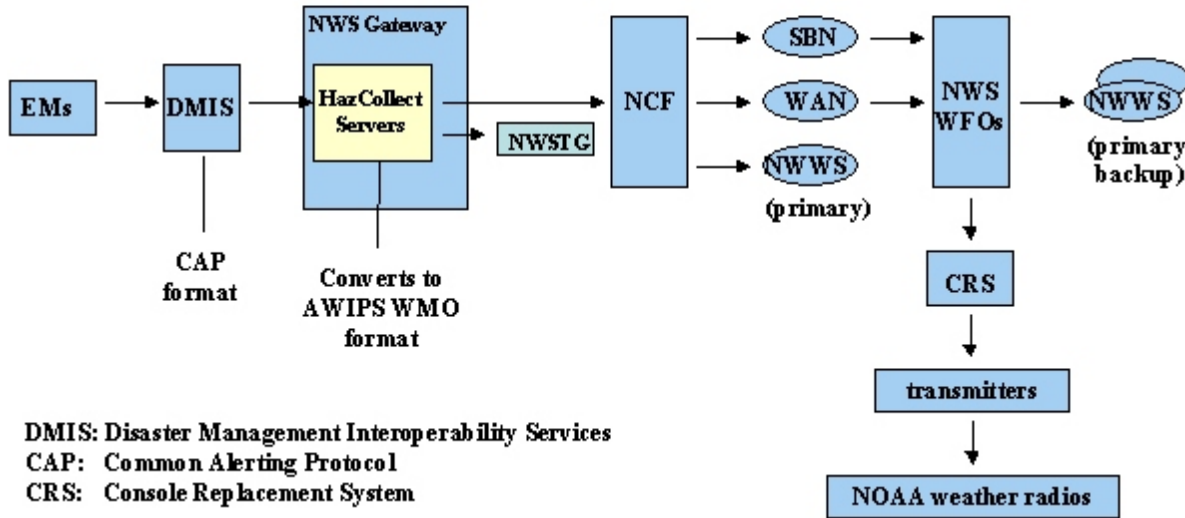 NWS Gateway
EMs
DMIS
HazCollect
Servers
NWSTG
NCF
SBN
WAN
NWWS
(primary)
NWS
WFOs
NWWS
(primary
backup)
CAP
format
Converts to
AWIPS WMO
format
CRS
transmitters
NOAA weather radios
DMIS: Disaster Management Interoperability Services
CAP: Common Alerting Protocol
CRS: Console Replacement System